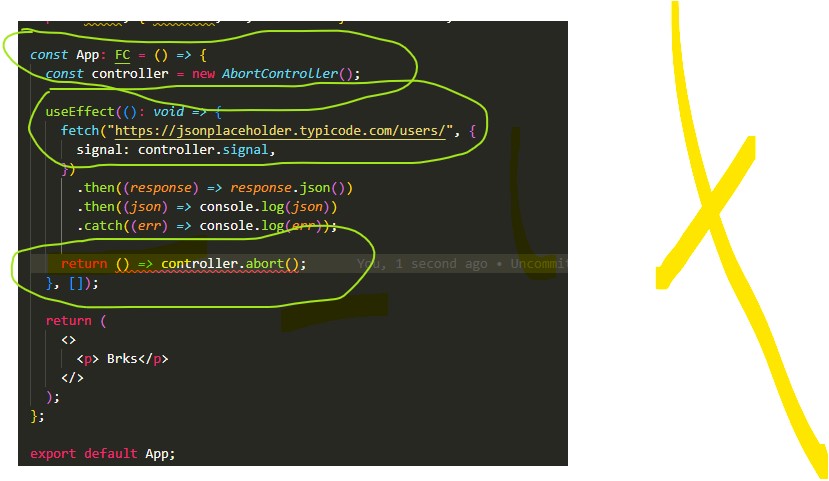 const App: FC = () => {
const controller = new AbortController();
useEffect((): void => {
fetch("https://jsonplaceholder.typicode.com/users/", {
signal: controller.signal,
})
.then((response) => response.json())
.then((json) => console.log(json))
.catch((err) => console.log(err));
return () => controller.abort(); You, 1 second ago • Uncommit
}, []);
return (
<>
<p> Brks</p>
</>
);
};
export default App;